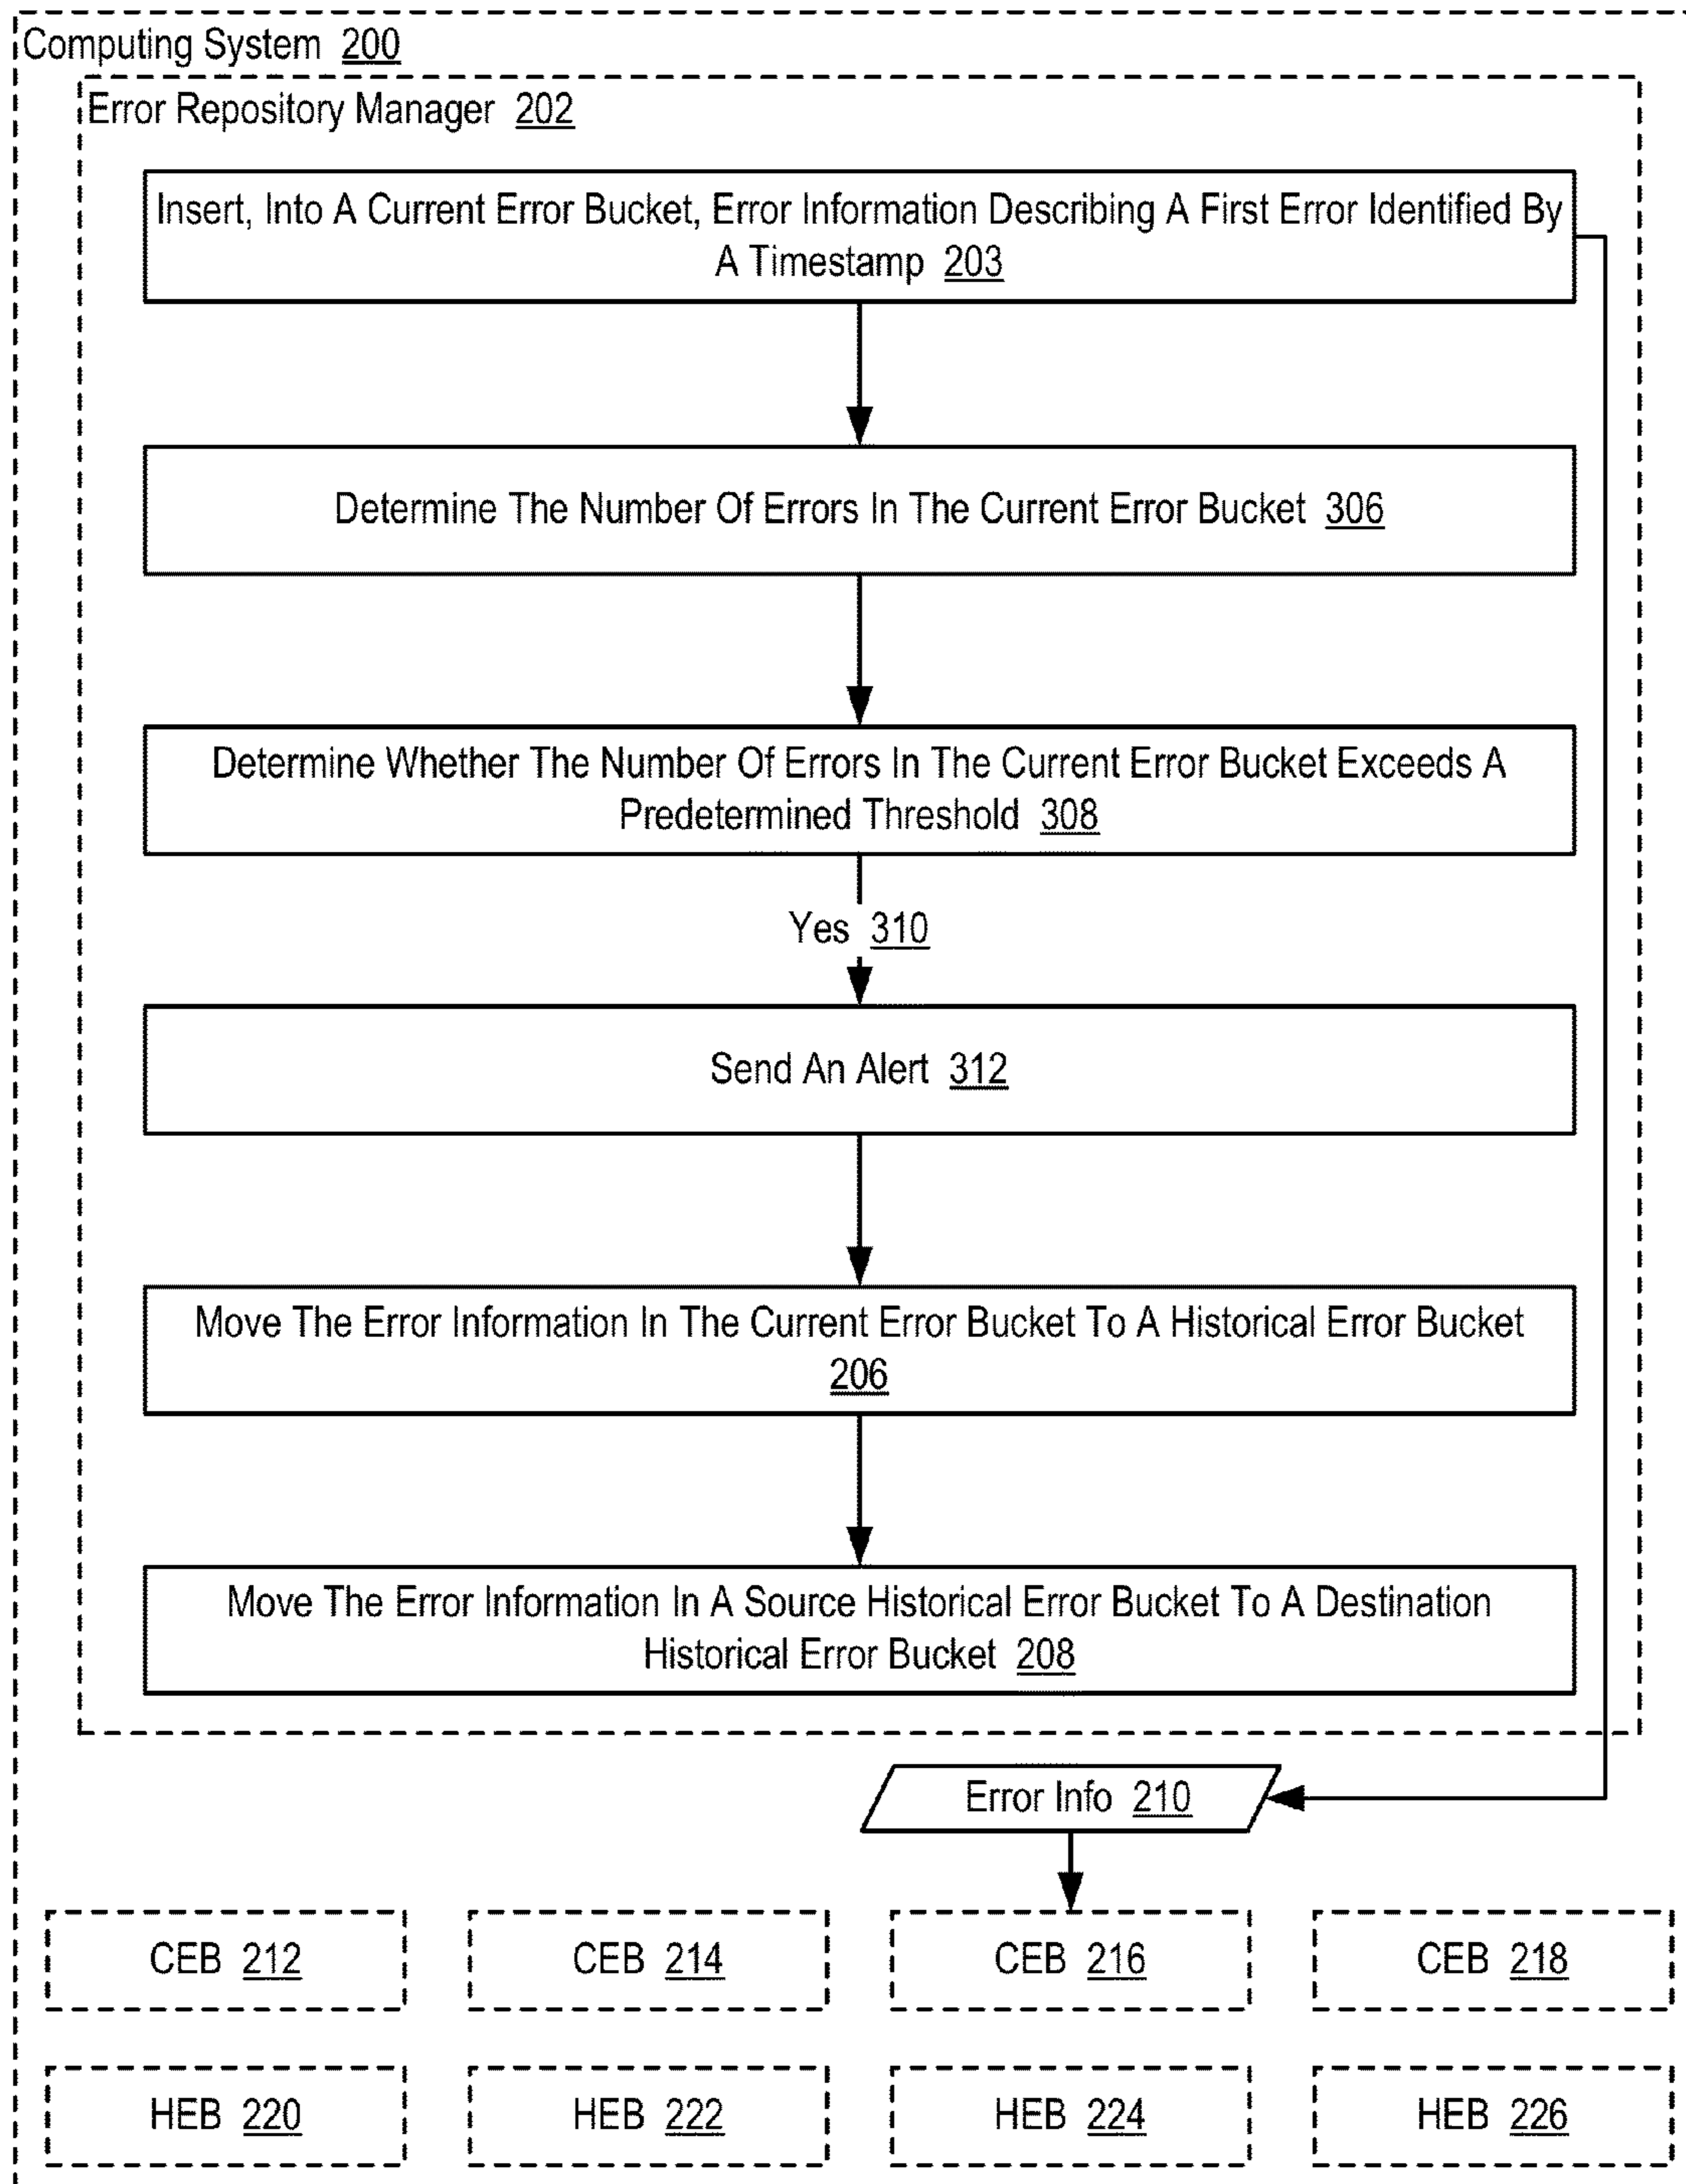 Computing System 200
Error Repository Manager 202
Insert, Into A Current Error Bucket, Error Information Describing A First Error Identified By
A Timestamp 203
Determine The Number Of Errors In The Current Error Bucket 306
Determine Whether The Number Of Errors In The Current Error Bucket Exceeds A
Predetermined Threshold 308
Yes 310
Send An Alert 312
Move The Error Information In The Current Error Bucket To A Historical Error Bucket
206
Move The Error Information In A Source Historical Error Bucket To A Destination
Historical Error Bucket 208
Error Info 210
CEB 212
CEB 214
CEB 216
CEB 218
HEB 220
HEB 222
HEB 224
HEB 226